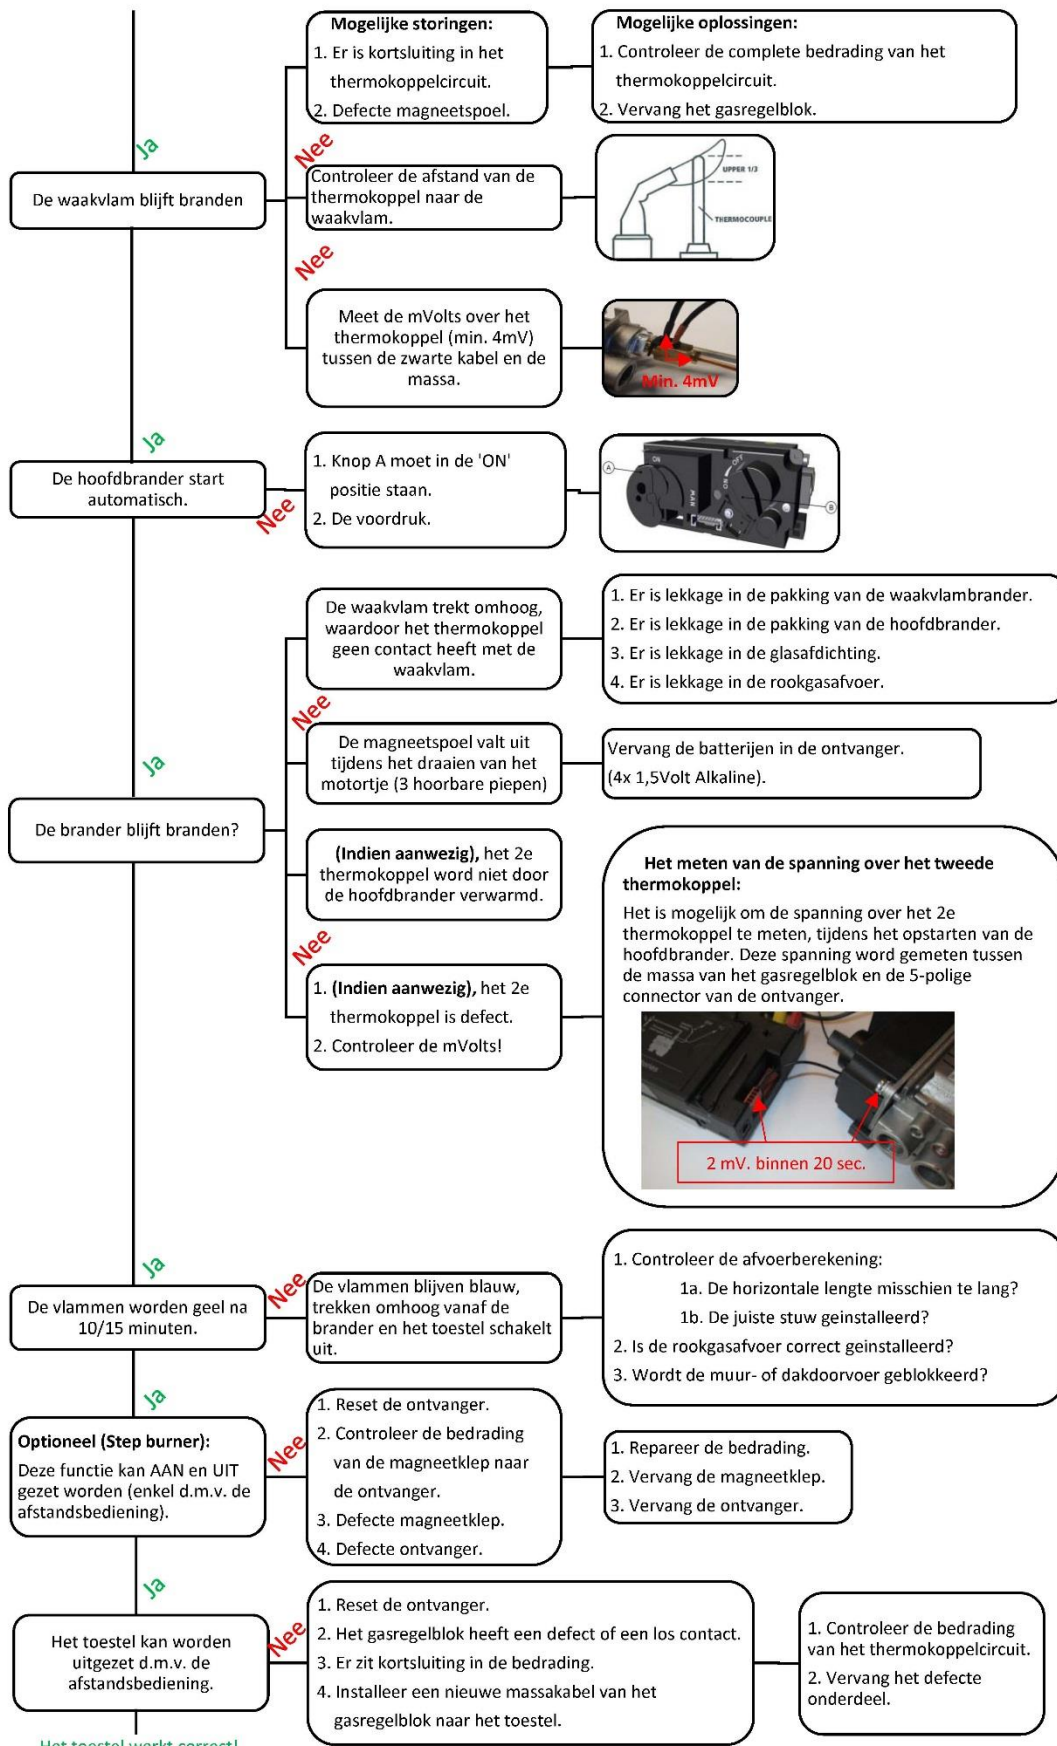 Mogelijke storingen:
1. Er is kortsluiting in het
thermokoppelcircuit.
2. Defecte magneetspoel.
Mogelijke oplossingen:
1. Controleer de complete bedrading van het
thermokoppelcircuit.
2. Vervang het gasregelblok.
Ja
Nee
De waakvlam blijft branden
Controleer de afstand van de
thermokoppel naar de
waakvlam.
UPPER 1/3
THERMOCOUPLE
Nee
Meet de mVolts over het
thermokoppel (min. 4mV)
tussen de zwarte kabel en de
massa.
Min. 4mV
Ja
De hoofdbrander start
automatisch.
Nee
1. Knop A moet in de 'ON'
positie staan.
2. De voordruk.
A
ON
MAN
OFF
ON
B
De waakvlam trekt omhoog,
waardoor het thermokoppel
geen contact heeft met de
waakvlam.
1. Er is lekkage in de pakking van de waakvlambrander.
2. Er is lekkage in de pakking van de hoofdbrander.
3. Er is lekkage in de glasafdichting.
4. Er is lekkage in de rookgasafvoer.
Nee
Ja
De magneetspoel valt uit
tijdens het draaien van het
motortje (3 hoorbare piepen)
Vervang de batterijen in de ontvanger.
(4x 1,5Volt Alkaline).
De brander blijft branden?
(Indien aanwezig), het 2e
thermokoppel word niet door
de hoofdbrander verwarmd.
Nee
1. (Indien aanwezig), het 2e
thermokoppel is defect.
2. Controleer de mVolts!
Het meten van de spanning over het tweede
thermokoppel:
Het is mogelijk om de spanning over het 2e
thermokoppel te meten, tijdens het opstarten van de
hoofdbrander. Deze spanning word gemeten tussen
de massa van het gasregelblok en de 5-polige
connector van de ontvanger.
2 mV. binnen 20 sec.
Ja
De vlammen worden geel na
10/15 minuten.
Nee
De vlammen blijven blauw,
trekken omhoog vanaf de
brander en het toestel schakelt
uit.
1. Controleer de afvoerberekening:
1a. De horizontale lengte misschien te lang?
1b. De juiste stuw geinstalleerd?
2. Is de rookgasafvoer correct geinstalleerd?
3. Wordt de muur- of dakdoorvoer geblokkeerd?
Ja
Optioneel (Step burner):
Deze functie kan AAN en UIT
gezet worden (enkel d.m.v. de
afstandsbediening).
Nee
1. Reset de ontvanger.
2. Controleer de bedrading
van de magneetklep naar
de ontvanger.
3. Defecte magneetklep.
4. Defecte ontvanger.
1. Repareer de bedrading.
2. Vervang de magneetklep.
3. Vervang de ontvanger.
Ja
Het toestel kan worden
uitgezet d.m.v. de
afstandsbediening.
Nee
1. Reset de ontvanger.
2. Het gasregelblok heeft een defect of een los contact.
3. Er zit kortsluiting in de bedrading.
4. Installeer een nieuwe massakabel van het
gasregelblok naar het toestel.
1. Controleer de bedrading
van het thermokoppelcircuit.
2. Vervang het defecte
onderdeel.
Het toestel werkt correct!